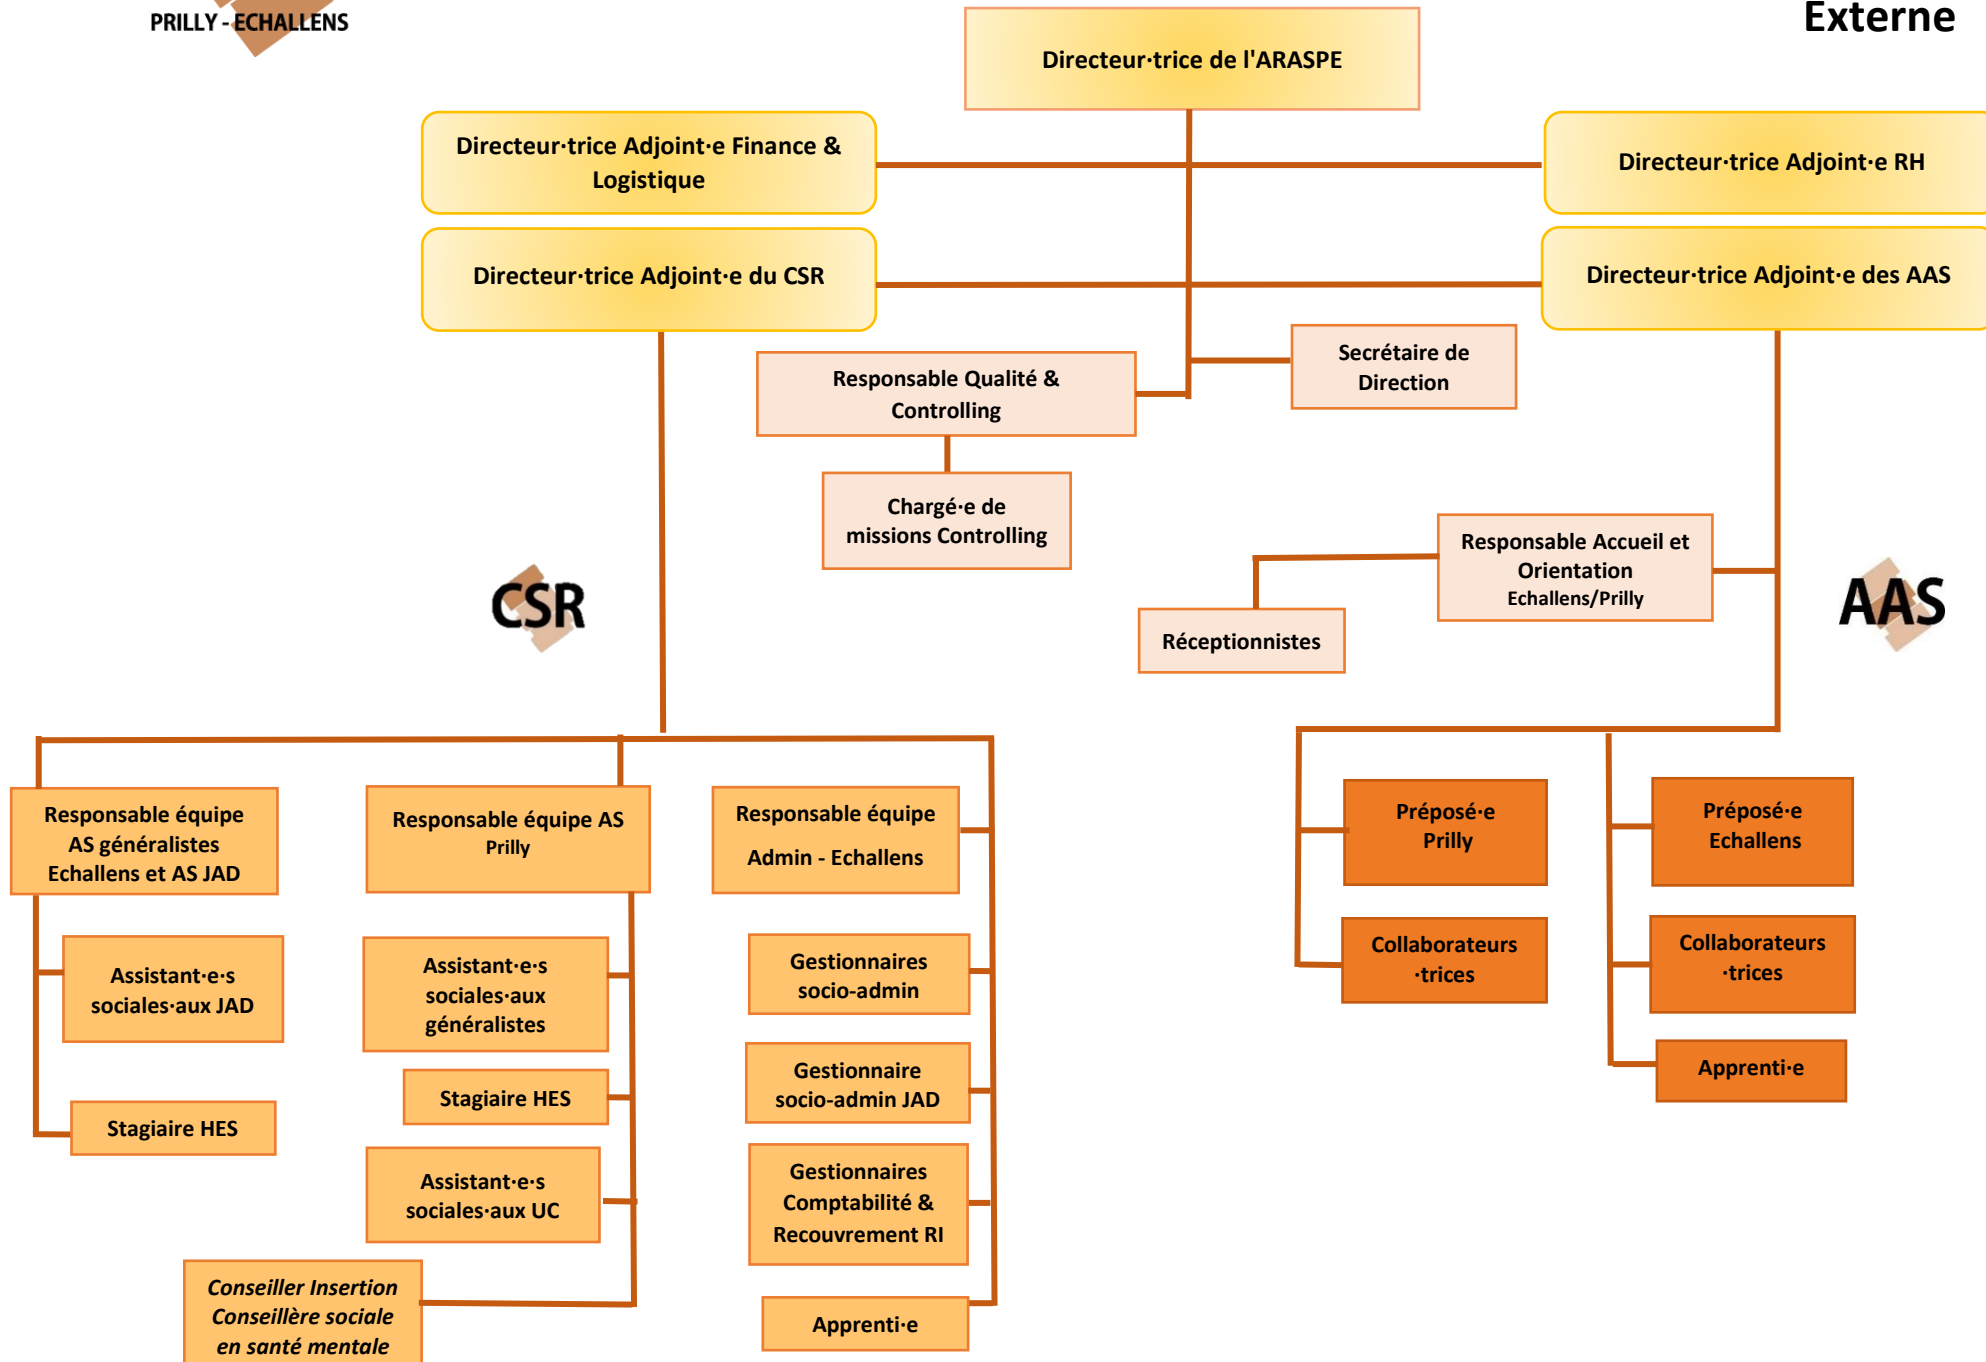 PRILLY - ECHALLENS
Externe
Directeur·trice de l'ARASPE
Directeur·trice Adjoint·e Finance &
Logistique
Directeur·trice Adjoint·e RH
Directeur·trice Adjoint·e du CSR
Directeur·trice Adjoint·e des AAS
Secrétaire de
Direction
Responsable Qualité &
Controlling
Chargé·e de
missions Controlling
Responsable Accueil et
Orientation
Echallens/Prilly
Réceptionnistes
CSR
AAS
Responsable équipe
AS généralistes
Echallens et AS JAD
Assistant·e·s
sociales·aux JAD
Stagiaire HES
Responsable équipe AS
Prilly
Assistant·e·s
sociales·aux
généralistes
Stagiaire HES
Assistant·e·s
sociales·aux UC
Conseiller Insertion
Conseillère sociale
en santé mentale
Responsable équipe
Admin - Echallens
Gestionnaires
socio-admin
Gestionnaire
socio-admin JAD
Gestionnaires
Comptabilité &
Recouvrement RI
Apprenti·e
Préposé·e
Prilly
Collaborateurs
·trices
Préposé·e
Echallens
Collaborateurs
·trices
Apprenti·e